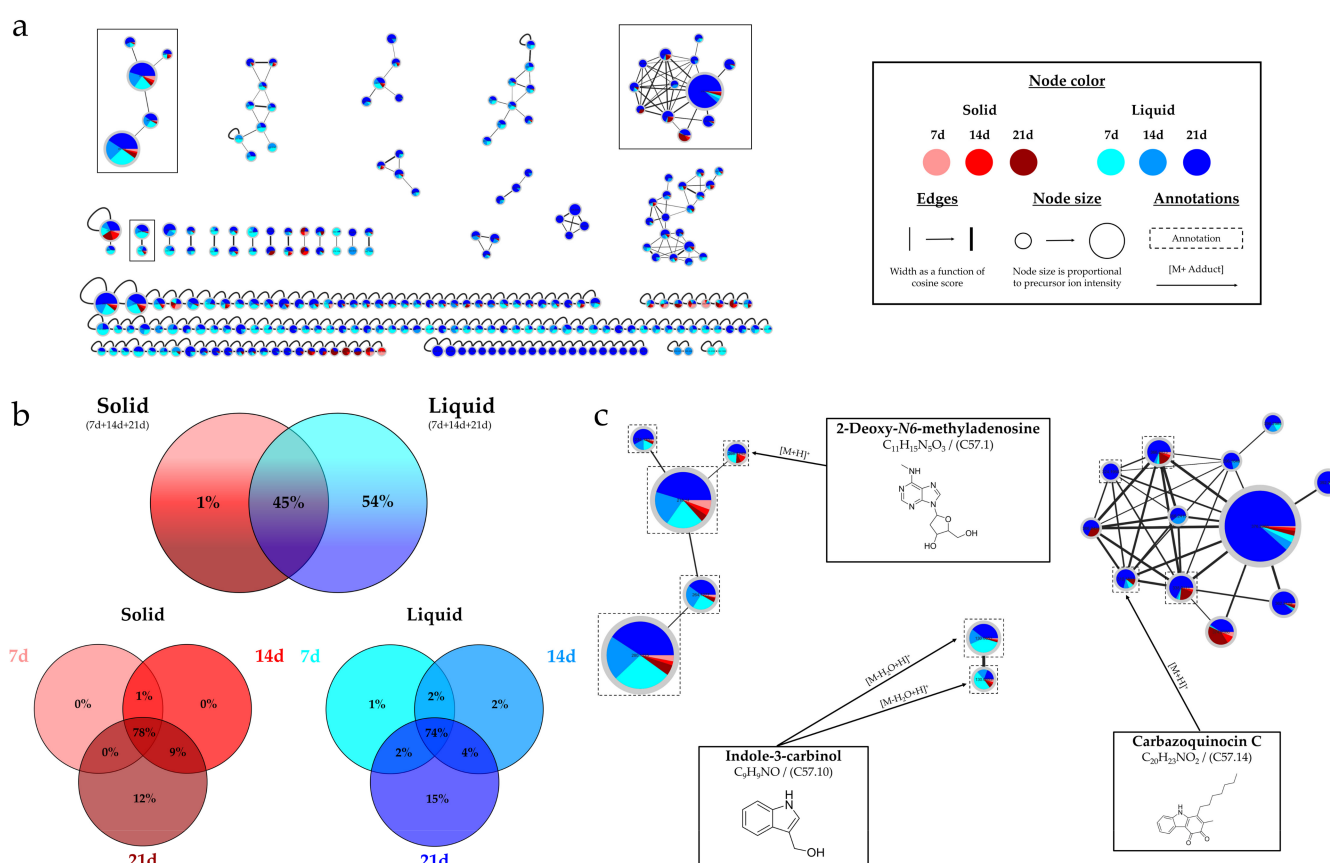 a
Node color
Solid
Liquid
7d
14d
21d
7d
14d
21d
Edges
Node size
Annotations
Annotation
Width as a function of
cosine score
Node size is proportional
to precursor ion intensity
[M+ Adduct]
b
Solid
(7d+14d+21d)
Liquid
(7d+14d+21d)
1%
45%
54%
Solid
7d
14d
0%
1%
0%
78%
0%
9%
12%
21d
Liquid
7d
14d
1%
2%
2%
74%
2%
4%
15%
21d
c
[M+H]⁺
2-Deoxy-N6-methyladenosine
C₁₁H₁₅N₅O₃ / (C57.1)
NH
N
N
N
N
O
OH
HO
[M-H₂O+H]⁺
[M-H₂O+H]⁺
Indole-3-carbinol
C₉H₉NO / (C57.10)
H
N
OH
[M+H]⁺
Carbazoquinocin C
C₂₀H₂₃NO₂ / (C57.14)
H
N
O
O